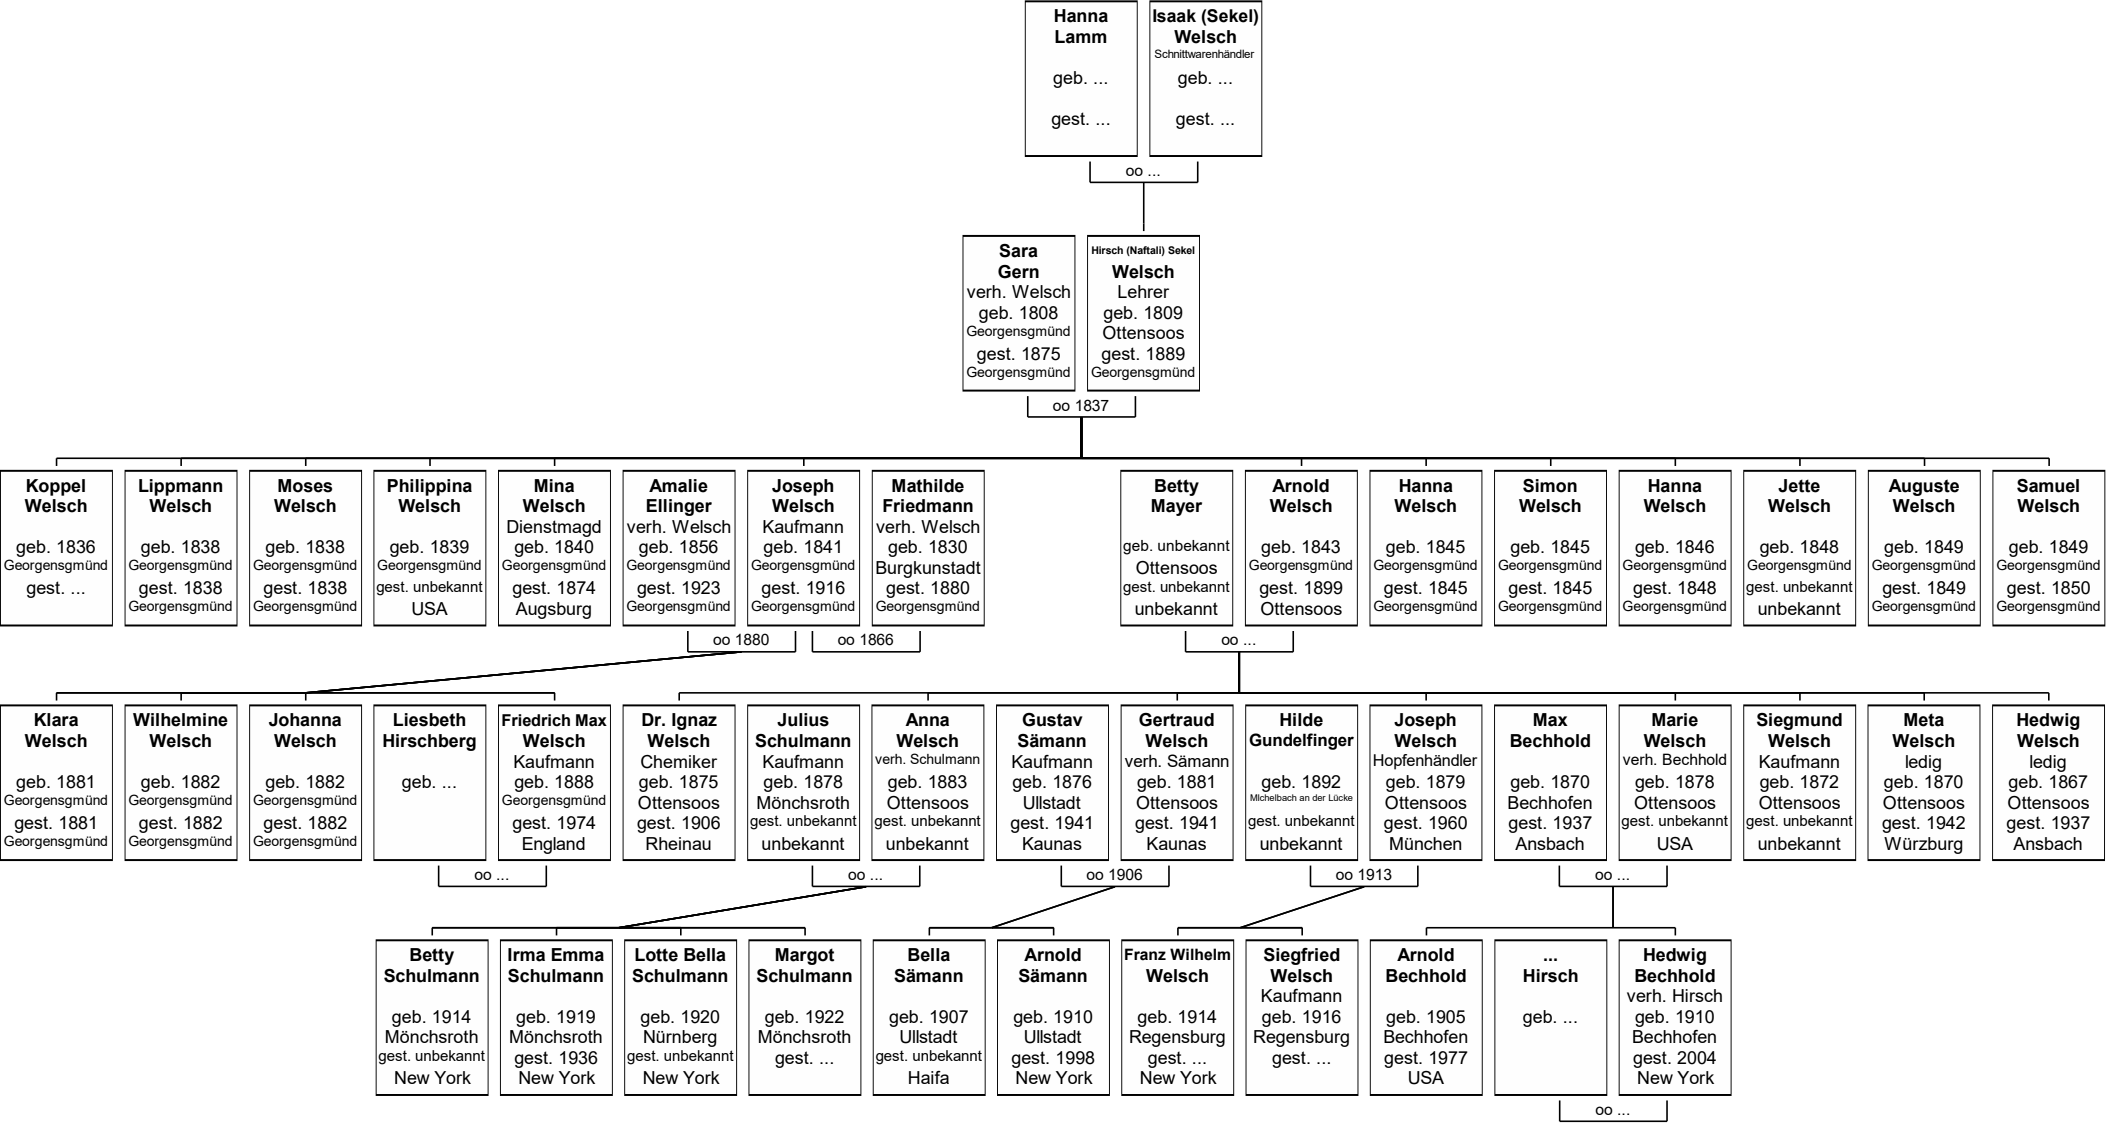 Hanna
Lamm
geb. ...
gest. ...
Isaak (Sekel)
Welsch
Schnittwarenhändler
geb. ...
gest. ...
oo ...
Sara
Gern
verh. Welsch
geb. 1808
Georgensgmünd
gest. 1875
Georgensgmünd
Hirsch (Naftali) Sekel
Welsch
Lehrer
geb. 1809
Ottensoos
gest. 1889
Georgensgmünd
oo 1837
Koppel
Welsch
geb. 1836
Georgensgmünd
gest. ...
Lippmann
Welsch
geb. 1838
Georgensgmünd
gest. 1838
Georgensgmünd
Moses
Welsch
geb. 1838
Georgensgmünd
gest. 1838
Georgensgmünd
Philippina
Welsch
geb. 1839
Georgensgmünd
gest. unbekannt
USA
Mina
Welsch
Dienstmagd
geb. 1840
Georgensgmünd
gest. 1874
Augsburg
Amalie
Ellinger
verh. Welsch
geb. 1856
Georgensgmünd
gest. 1923
Georgensgmünd
Joseph
Welsch
Kaufmann
geb. 1841
Georgensgmünd
gest. 1916
Georgensgmünd
Mathilde
Friedmann
verh. Welsch
geb. 1830
Burgkunstadt
gest. 1880
Georgensgmünd
Betty
Mayer
geb. unbekannt
Ottensoos
gest. unbekannt
unbekannt
Arnold
Welsch
geb. 1843
Georgensgmünd
gest. 1899
Ottensoos
Hanna
Welsch
geb. 1845
Georgensgmünd
gest. 1845
Georgensgmünd
Simon
Welsch
geb. 1845
Georgensgmünd
gest. 1845
Georgensgmünd
Hanna
Welsch
geb. 1846
Georgensgmünd
gest. 1848
Georgensgmünd
Jette
Welsch
geb. 1848
Georgensgmünd
gest. unbekannt
unbekannt
Auguste
Welsch
geb. 1849
Georgensgmünd
gest. 1849
Georgensgmünd
Samuel
Welsch
geb. 1849
Georgensgmünd
gest. 1850
Georgensgmünd
oo 1880
oo 1866
oo ...
Klara
Welsch
geb. 1881
Georgensgmünd
gest. 1881
Georgensgmünd
Wilhelmine
Welsch
geb. 1882
Georgensgmünd
gest. 1882
Georgensgmünd
Johanna
Welsch
geb. 1882
Georgensgmünd
gest. 1882
Georgensgmünd
Liesbeth
Hirschberg
geb. ...
Friedrich Max
Welsch
Kaufmann
geb. 1888
Georgensgmünd
gest. 1974
England
Dr. Ignaz
Welsch
Chemiker
geb. 1875
Ottensoos
gest. 1906
Rheinau
Julius
Schulmann
Kaufmann
geb. 1878
Mönchsroth
gest. unbekannt
unbekannt
Anna
Welsch
verh. Schulmann
geb. 1883
Ottensoos
gest. unbekannt
unbekannt
Gustav
Sämann
Kaufmann
geb. 1876
Ullstadt
gest. 1941
Kaunas
Gertraud
Welsch
verh. Sämann
geb. 1881
Ottensoos
gest. 1941
Kaunas
Hilde
Gundelfinger
geb. 1892
Michelbach an der Lücke
gest. unbekannt
unbekannt
Joseph
Welsch
Hopfenhändler
geb. 1879
Ottensoos
gest. 1960
München
Max
Bechhold
geb. 1870
Bechhofen
gest. 1937
Ansbach
Marie
Welsch
verh. Bechhold
geb. 1878
Ottensoos
gest. unbekannt
USA
Siegmund
Welsch
Kaufmann
geb. 1872
Ottensoos
gest. unbekannt
unbekannt
Meta
Welsch
ledig
geb. 1870
Ottensoos
gest. 1942
Würzburg
Hedwig
Welsch
ledig
geb. 1867
Ottensoos
gest. 1937
Ansbach
oo ...
oo ...
oo 1906
oo 1913
oo ...
Betty
Schulmann
geb. 1914
Mönchsroth
gest. unbekannt
New York
Irma Emma
Schulmann
geb. 1919
Mönchsroth
gest. 1936
New York
Lotte Bella
Schulmann
geb. 1920
Nürnberg
gest. unbekannt
New York
Margot
Schulmann
geb. 1922
Mönchsroth
gest. ...
Bella
Sämann
geb. 1907
Ullstadt
gest. unbekannt
Haifa
Arnold
Sämann
geb. 1910
Ullstadt
gest. 1998
New York
Franz Wilhelm
Welsch
geb. 1914
Regensburg
gest. ...
New York
Siegfried
Welsch
Kaufmann
geb. 1916
Regensburg
gest. ...
Arnold
Bechhold
geb. 1905
Bechhofen
gest. 1977
USA
...
Hirsch
geb. ...
Hedwig
Bechhold
verh. Hirsch
geb. 1910
Bechhofen
gest. 2004
New York
oo ...